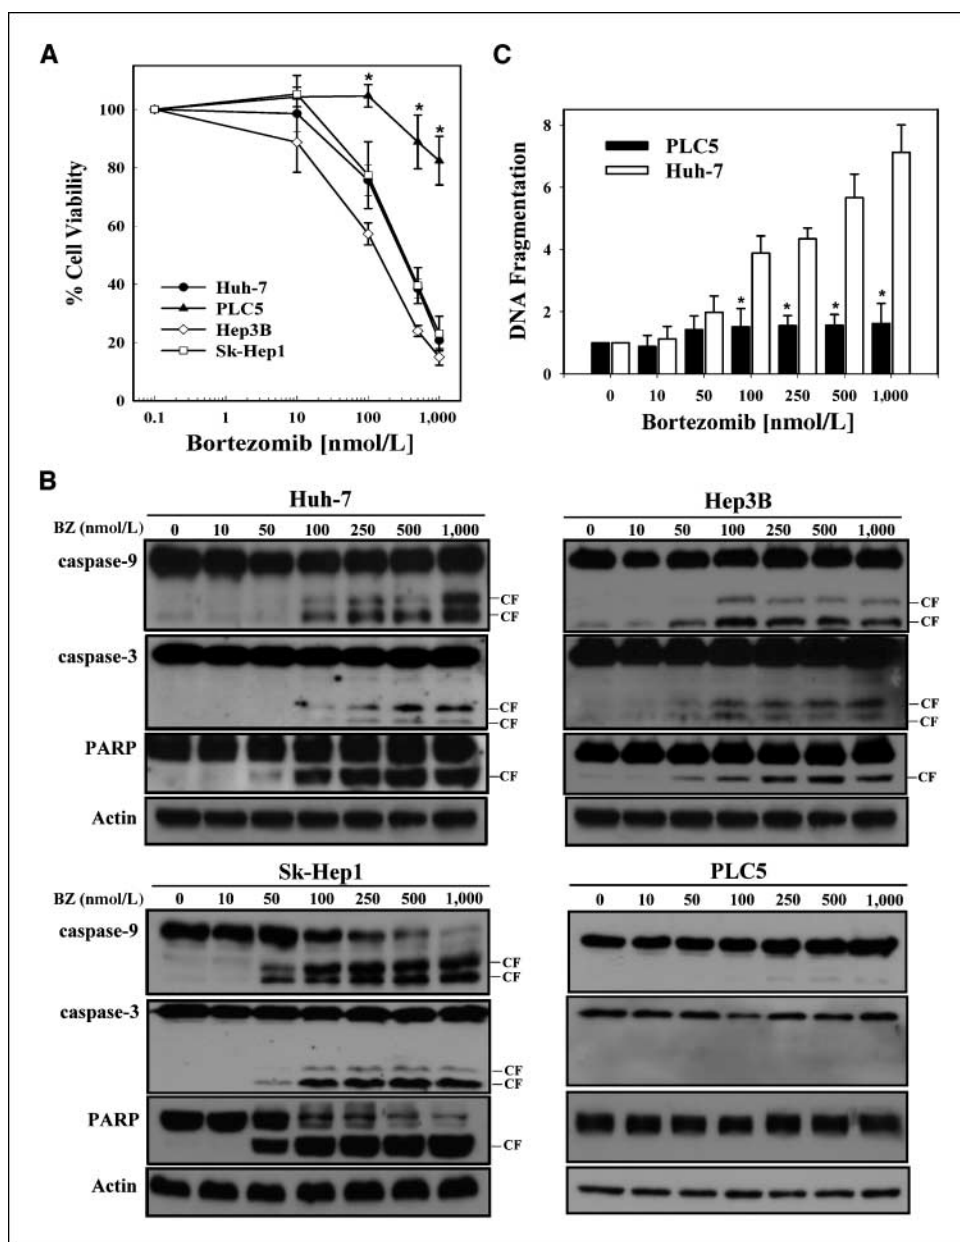 A
100
80
60
40
20
0
% Cell Viability
*
*
*
Huh-7
PLC5
Hep3B
Sk-Hep1
0.1 1 10 100 1,000
Bortezomib [nmol/L]
C
8
6
4
2
0
DNA Fragmentation
PLC5
Huh-7
* * * *
0 10 50 100 250 500 1,000
Bortezomib [nmol/L]
B
Huh-7
BZ (nmol/L) 0 10 50 100 250 500 1,000
caspase-9
CF
CF
caspase-3
CF
CF
PARP
CF
Actin
Hep3B
0 10 50 100 250 500 1,000
CF
CF
CF
CF
CF
Sk-Hep1
BZ (nmol/L) 0 10 50 100 250 500 1,000
caspase-9
CF
CF
caspase-3
CF
CF
PARP
CF
Actin
PLC5
0 10 50 100 250 500 1,000